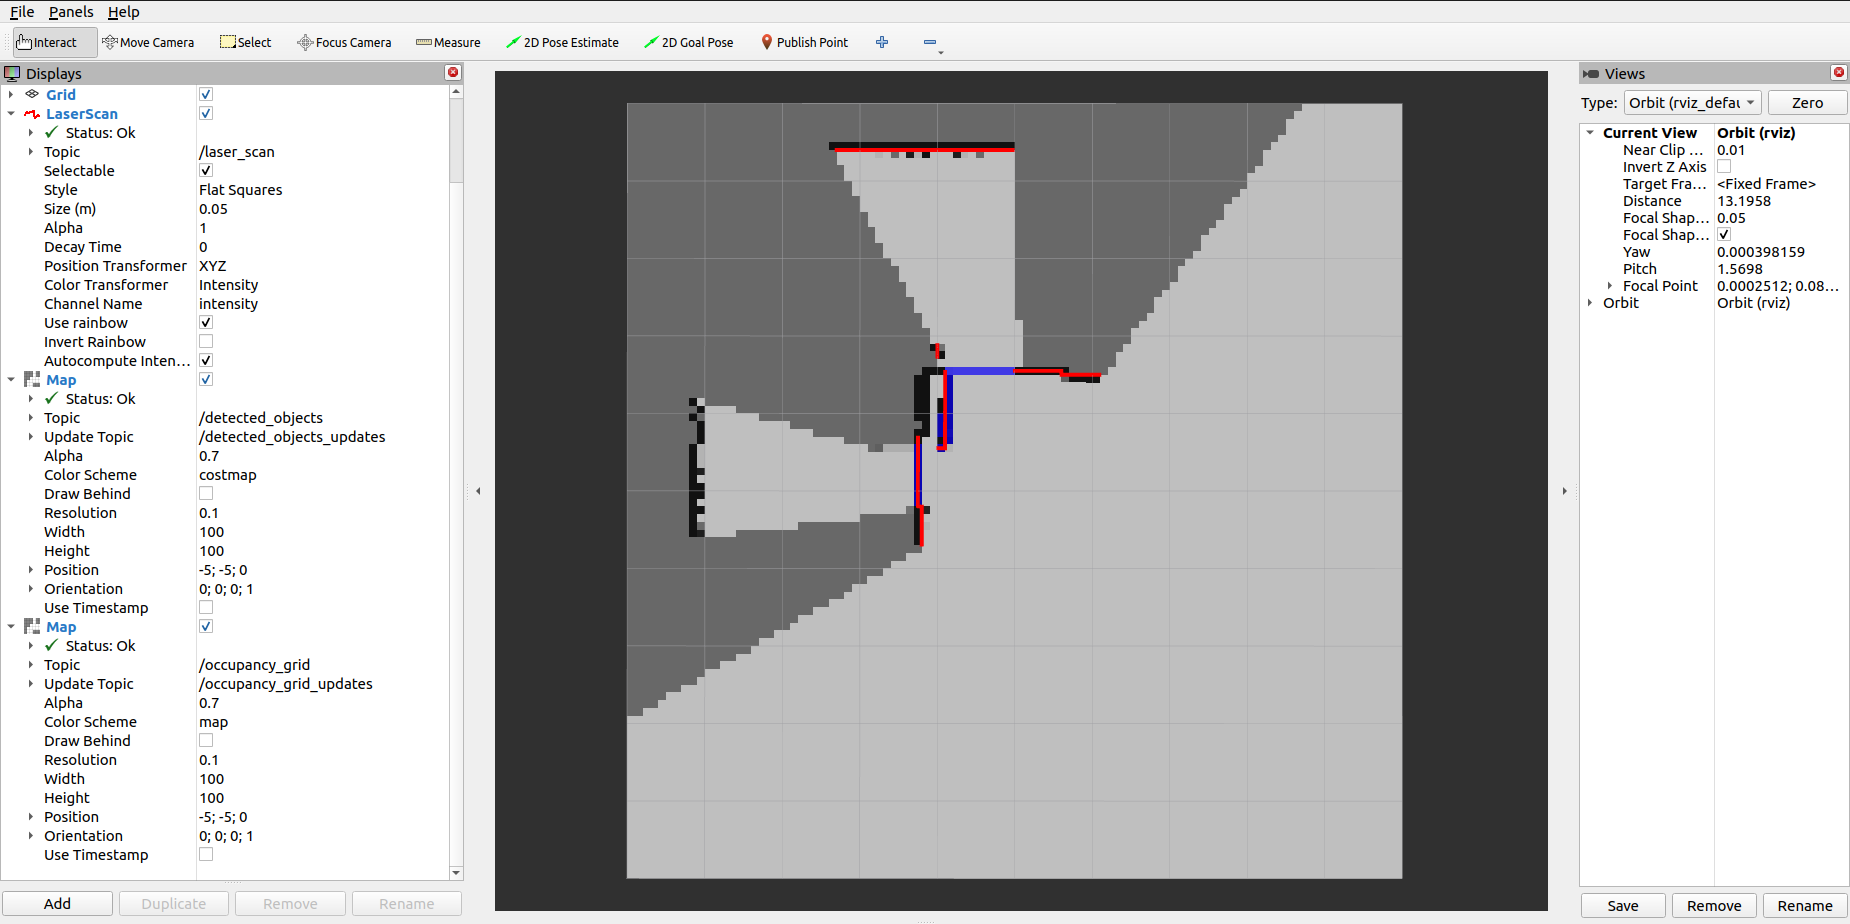 File Panels Help
Interact Move Camera Select Focus Camera Measure 2D Pose Estimate 2D Goal Pose Publish Point
Displays
Grid
LaserScan
Status: Ok
Topic /laser_scan
Selectable
Style Flat Squares
Size (m) 0.05
Alpha 1
Decay Time 0
Position Transformer XYZ
Color Transformer Intensity
Channel Name intensity
Use rainbow
Invert Rainbow
Autocompute Inten...
Map
Status: Ok
Topic /detected_objects
Update Topic /detected_objects_updates
Alpha 0.7
Color Scheme costmap
Draw Behind
Resolution 0.1
Width 100
Height 100
Position -5; -5; 0
Orientation 0; 0; 0; 1
Use Timestamp
Map
Status: Ok
Topic /occupancy_grid
Update Topic /occupancy_grid_updates
Alpha 0.7
Color Scheme map
Draw Behind
Resolution 0.1
Width 100
Height 100
Position -5; -5; 0
Orientation 0; 0; 0; 1
Use Timestamp
Add Duplicate Remove Rename
Views
Type: Orbit (rviz_defau Zero
Current View Orbit (rviz)
Near Clip ... 0.01
Invert Z Axis
Target Fra... <Fixed Frame>
Distance 13.1958
Focal Shap... 0.05
Focal Shap...
Yaw 0.000398159
Pitch 1.5698
Focal Point 0.0002512; 0.08...
Orbit Orbit (rviz)
Save Remove Rename